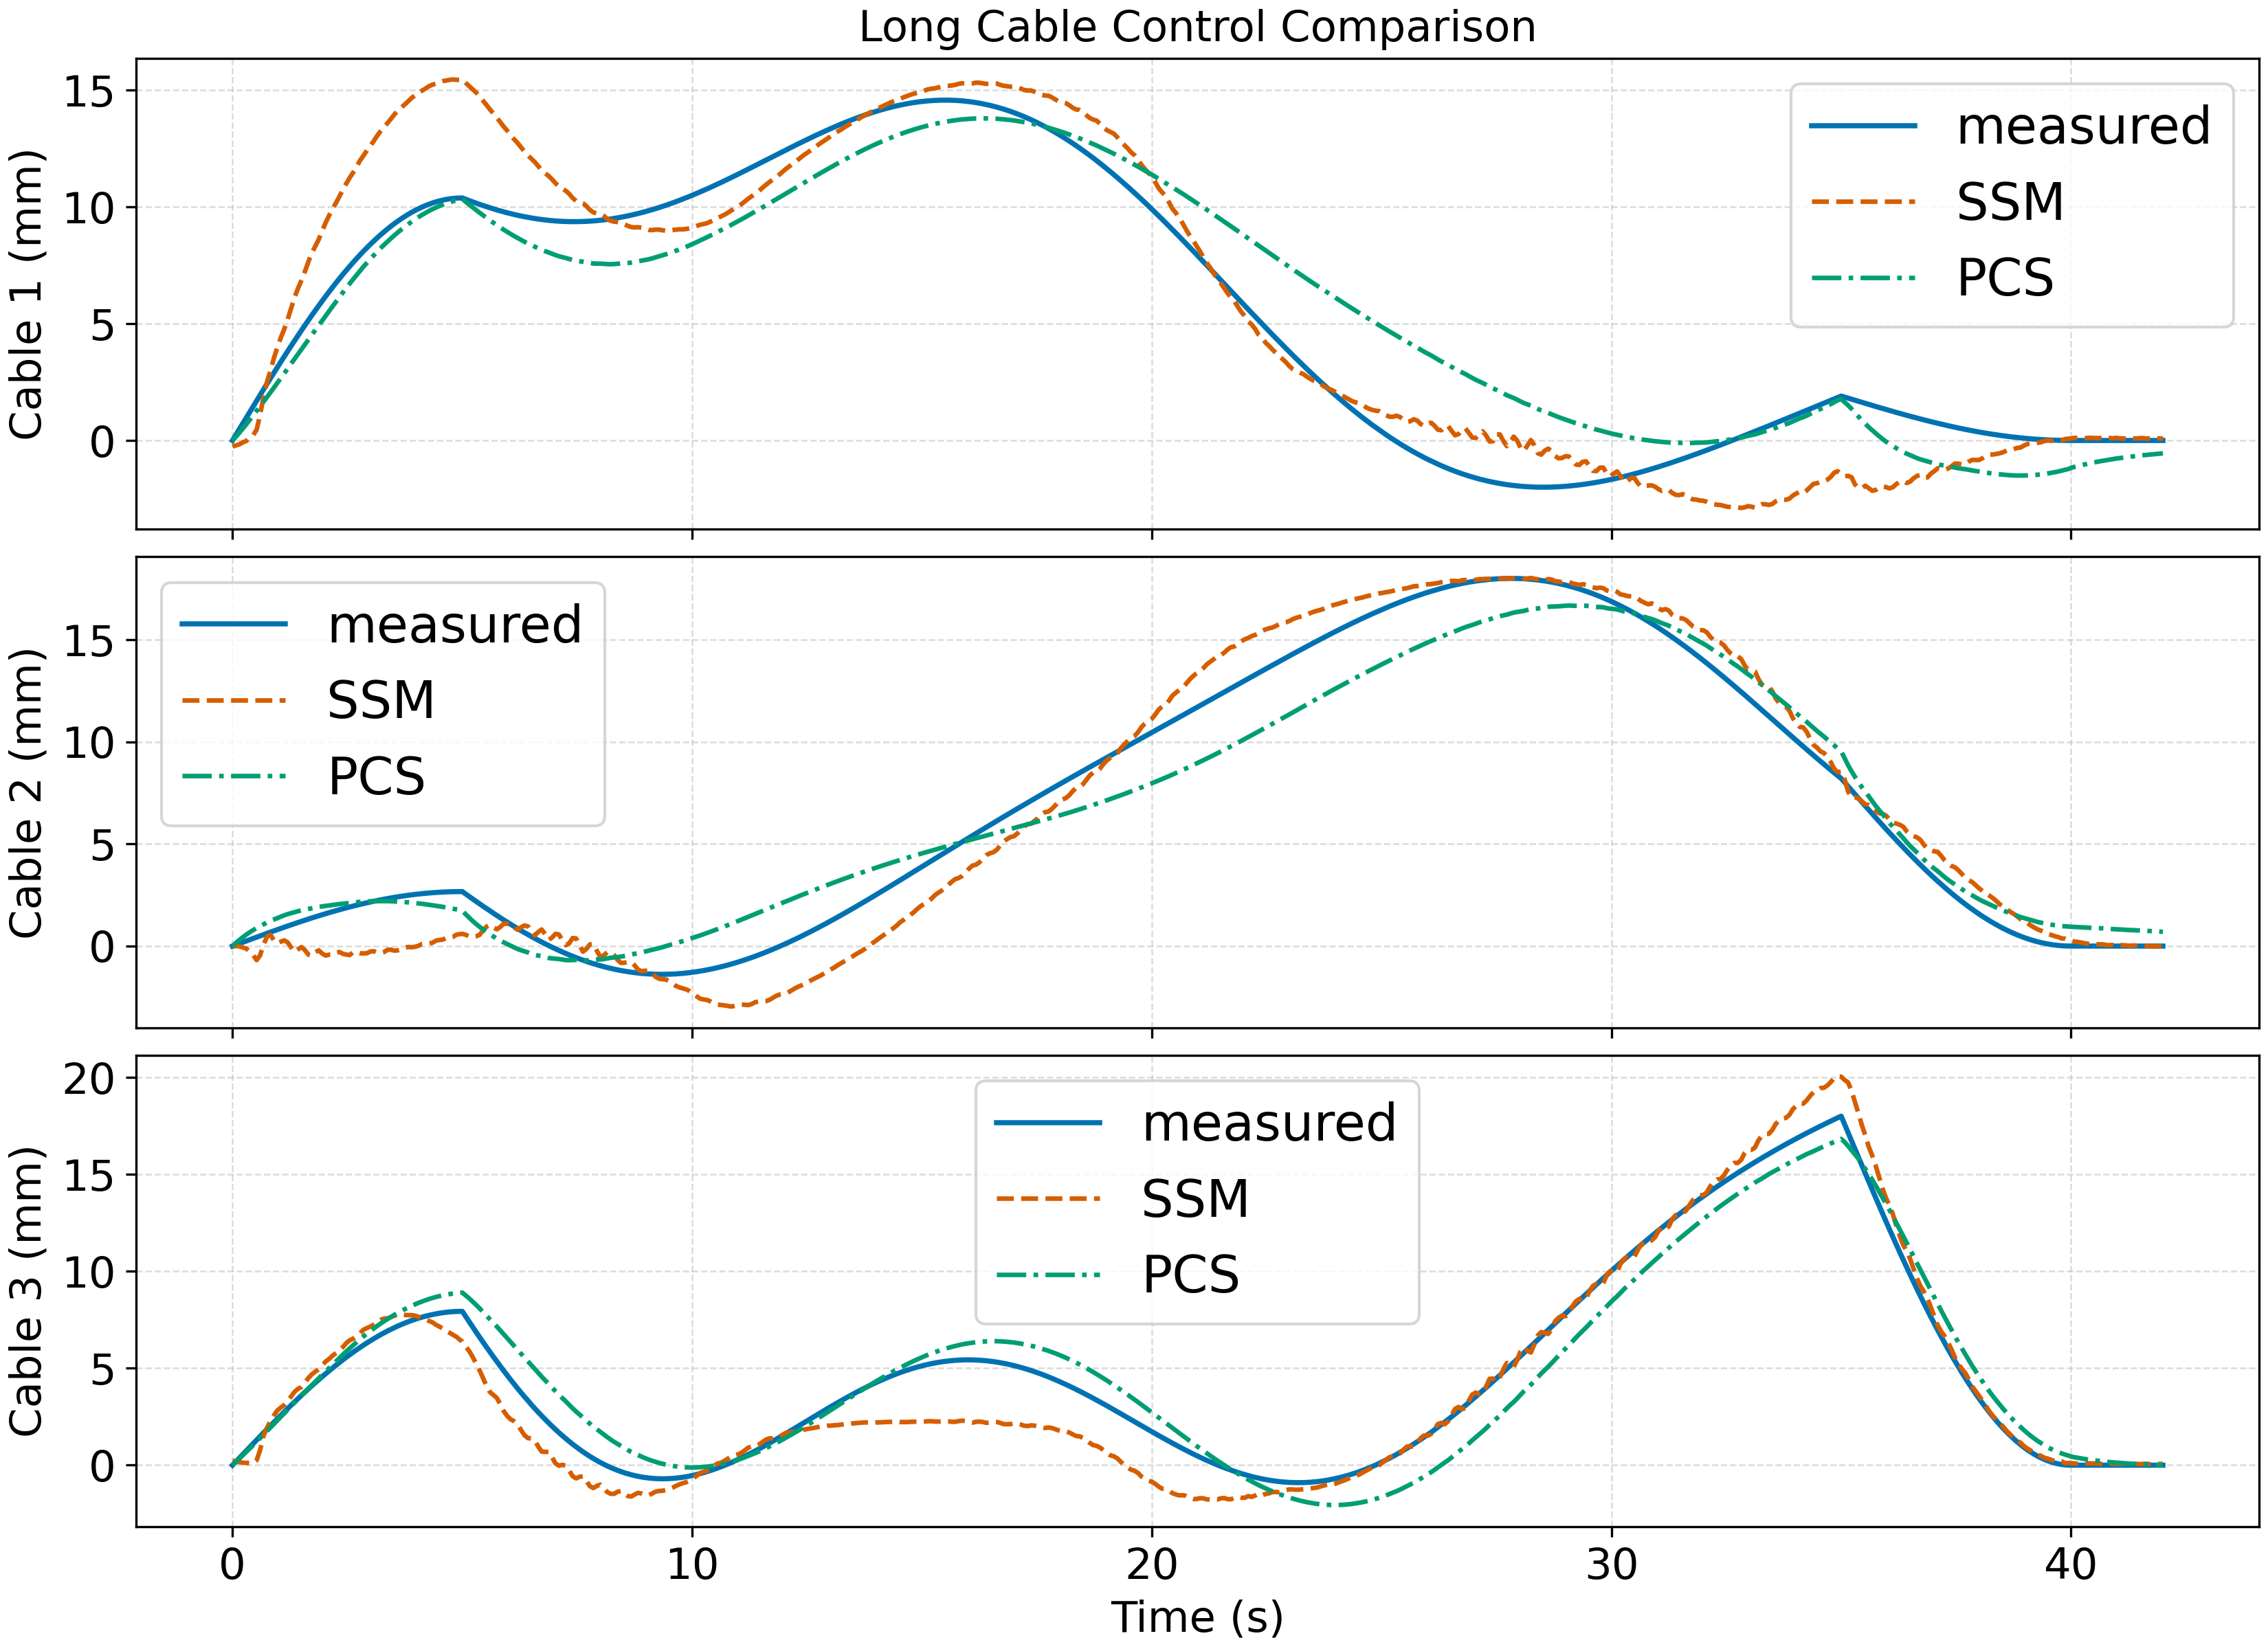 Long Cable Control Comparison
Cable 1 (mm)
15
10
5
0
measured
SSM
PCS
Cable 2 (mm)
15
10
5
0
measured
SSM
PCS
Cable 3 (mm)
20
15
10
5
0
measured
SSM
PCS
0 10 20 30 40
Time (s)